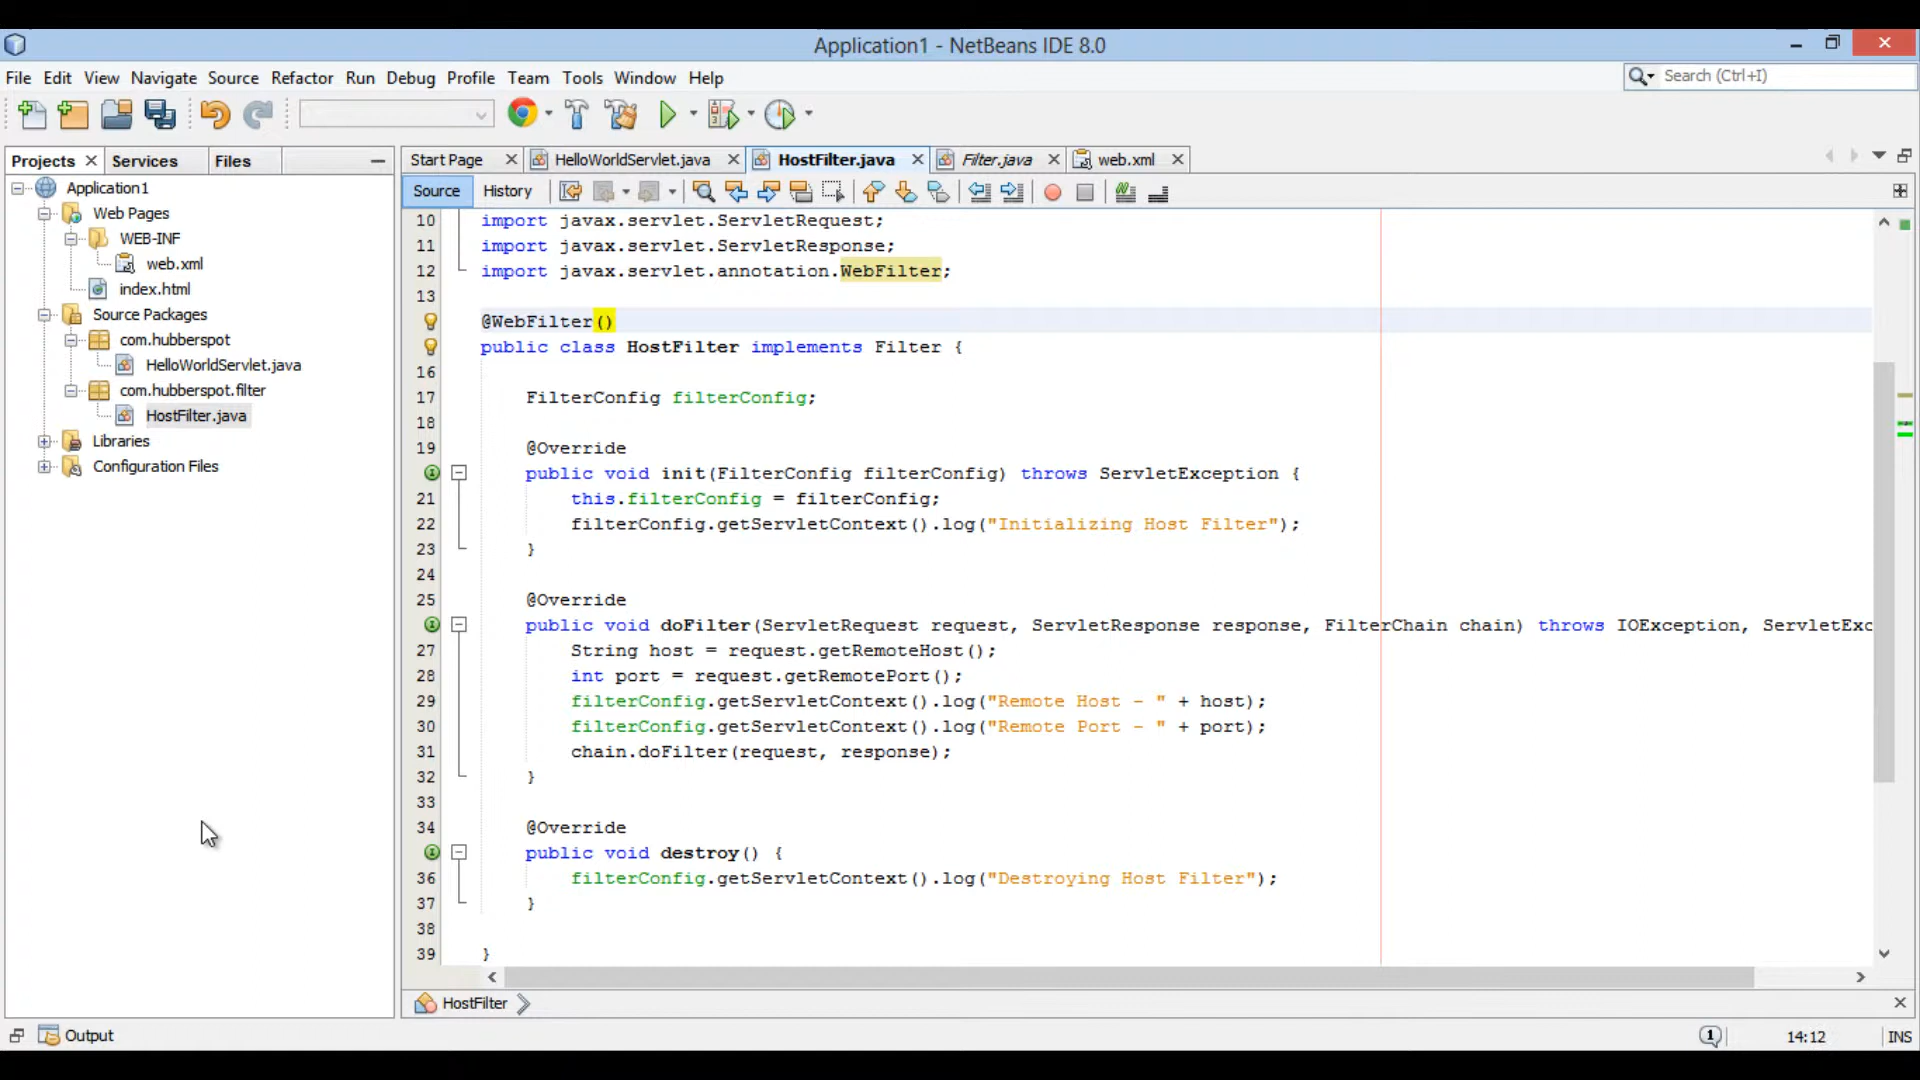 Application1 - NetBeans IDE 8.0
File Edit View Navigate Source Refactor Run Debug Profile Team Tools Window Help
Search (Ctrl+I)
Projects Services Files
Start Page HelloWorldServlet.java HostFilter.java Filter.java web.xml
Source History
Application1
Web Pages
WEB-INF
web.xml
index.html
Source Packages
com.hubberspot
HelloWorldServlet.java
com.hubberspot.filter
HostFilter.java
Libraries
Configuration Files
10 import javax.servlet.ServletRequest;
11 import javax.servlet.ServletResponse;
12 import javax.servlet.annotation.WebFilter;
13
@WebFilter()
public class HostFilter implements Filter {
16
17 FilterConfig filterConfig;
18
19 @Override
public void init(FilterConfig filterConfig) throws ServletException {
21 this.filterConfig = filterConfig;
22 filterConfig.getServletContext().log("Initializing Host Filter");
23 }
24
25 @Override
public void doFilter(ServletRequest request, ServletResponse response, FilterChain chain) throws IOException, ServletExc
27 String host = request.getRemoteHost();
28 int port = request.getRemotePort();
29 filterConfig.getServletContext().log("Remote Host - " + host);
30 filterConfig.getServletContext().log("Remote Port - " + port);
31 chain.doFilter(request, response);
32 }
33
34 @Override
public void destroy() {
36 filterConfig.getServletContext().log("Destroying Host Filter");
37 }
38
39 }
HostFilter
Output
1
14:12
INS